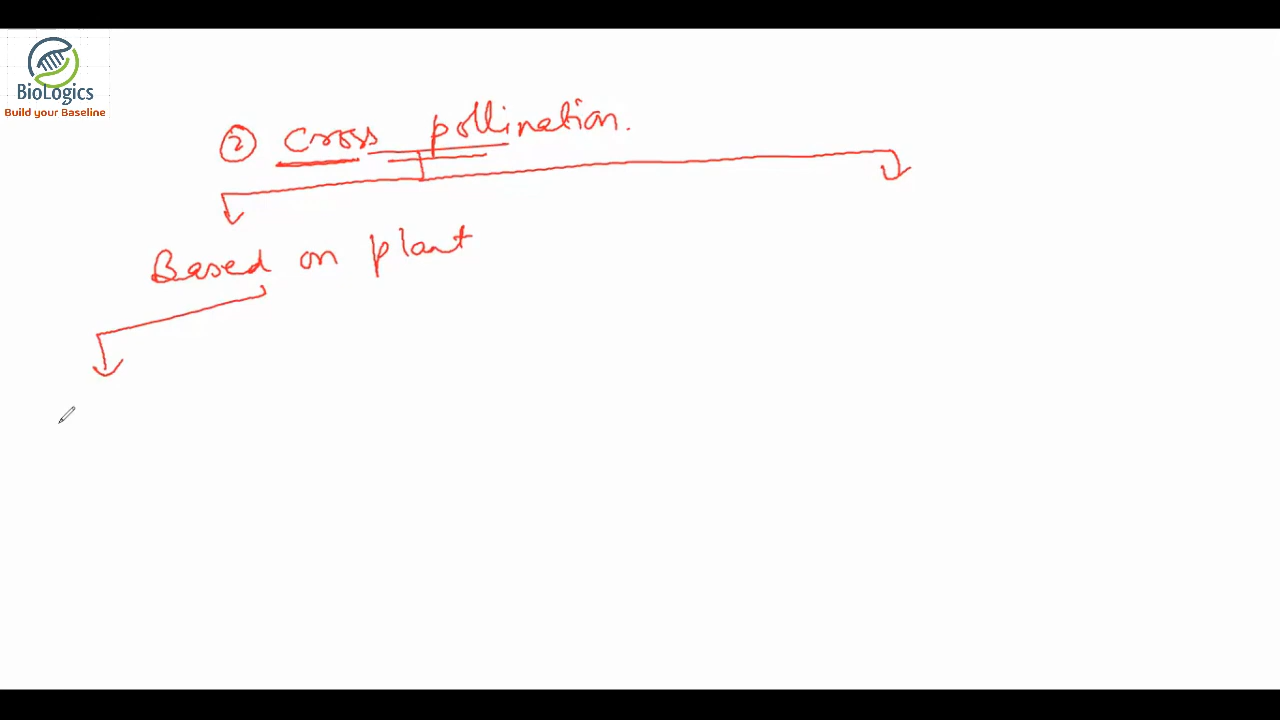 BioLogics
Build your Baseline
② Cross pollination.
Based on plant